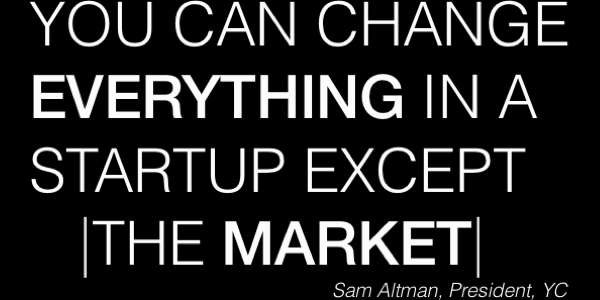 YOU CAN CHANGE
EVERYTHING IN A
STARTUP EXCEPT
|THE MARKET|
Sam Altman, President, YC